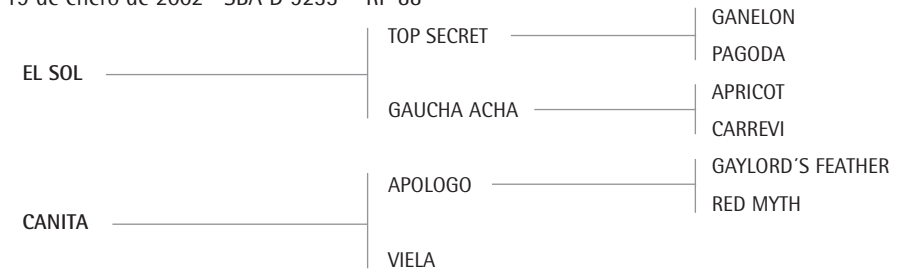 GANELON
TOP SECRET
PAGODA
EL SOL
APRICOT
GAUCHA ACHA
CARREVI
GAYLORD´S FEATHER
APOLOGO
RED MYTH
CANITA
VIELA